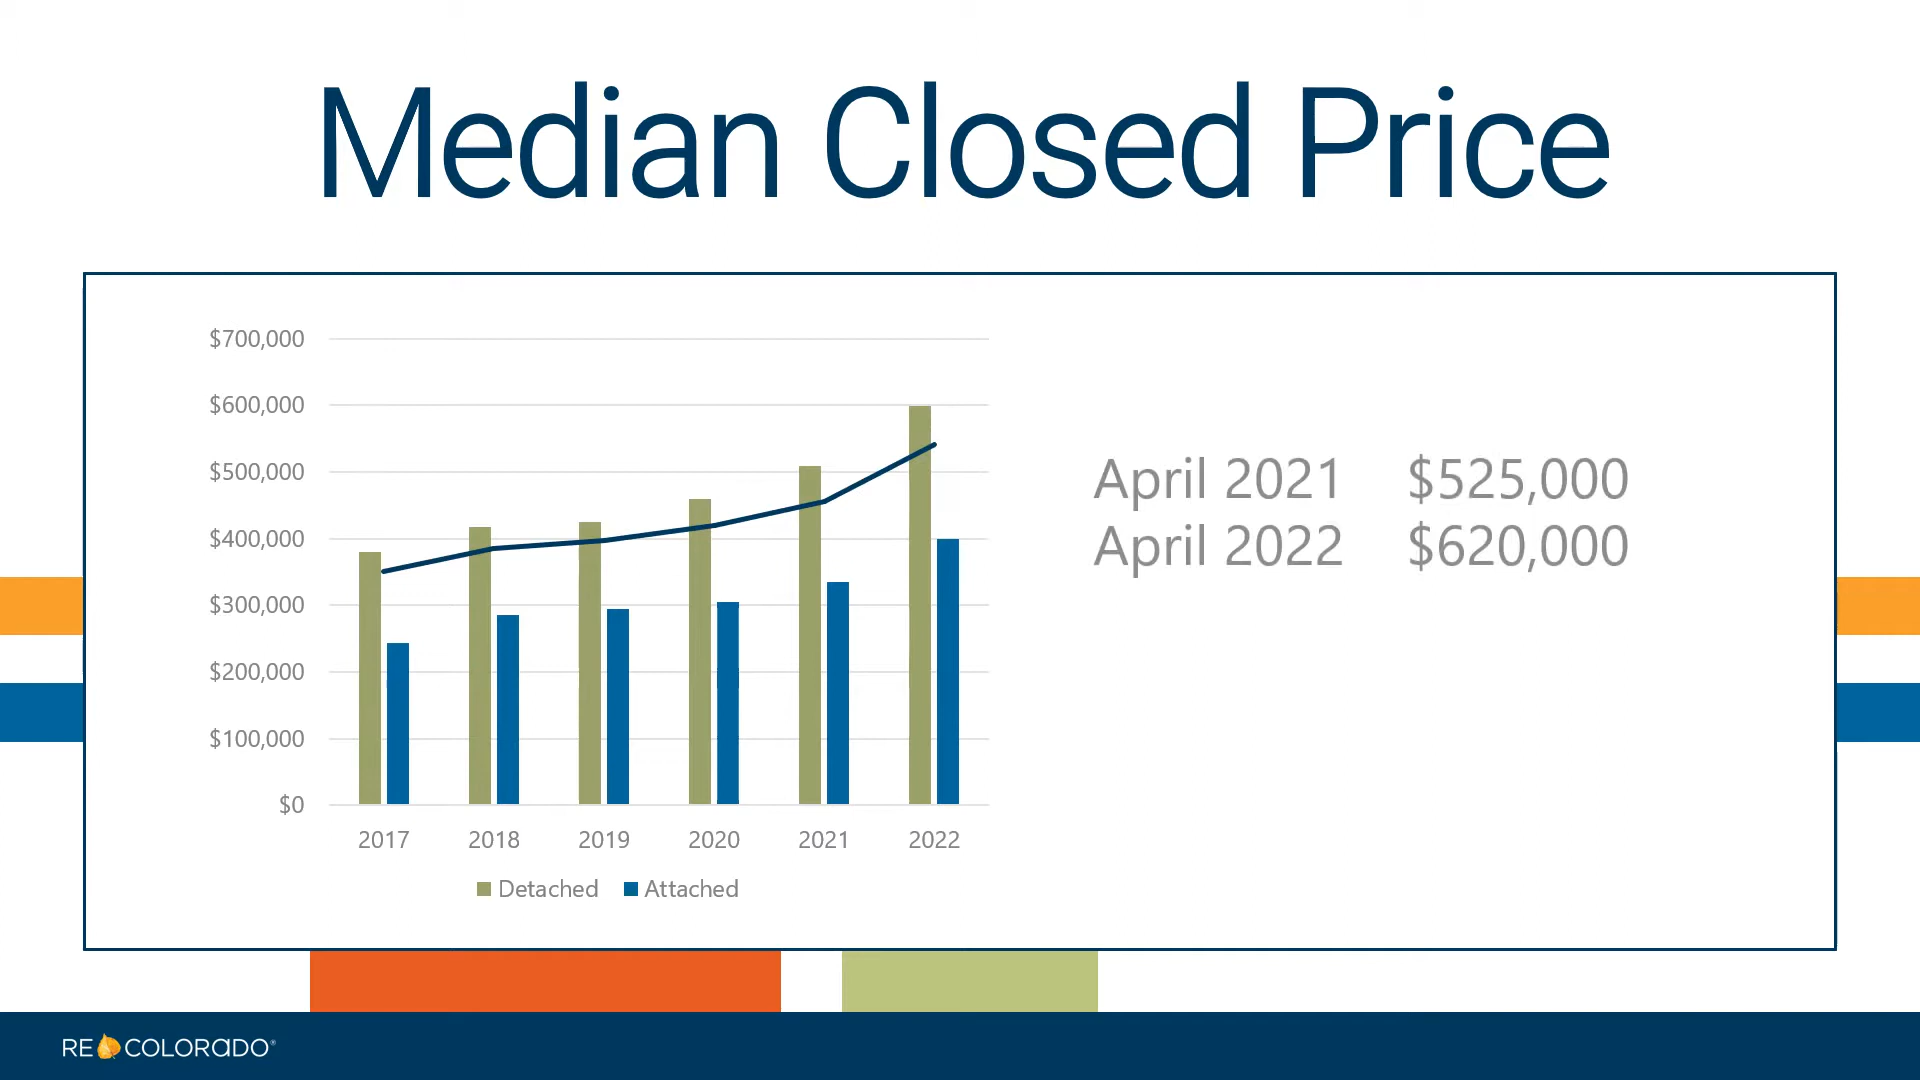 Median Closed Price
$700,000
$600,000
$500,000
$400,000
$300,000
$200,000
$100,000
$0
2017 2018 2019 2020 2021 2022
Detached Attached
April 2021 $525,000
April 2022 $620,000
RE COLORADO®